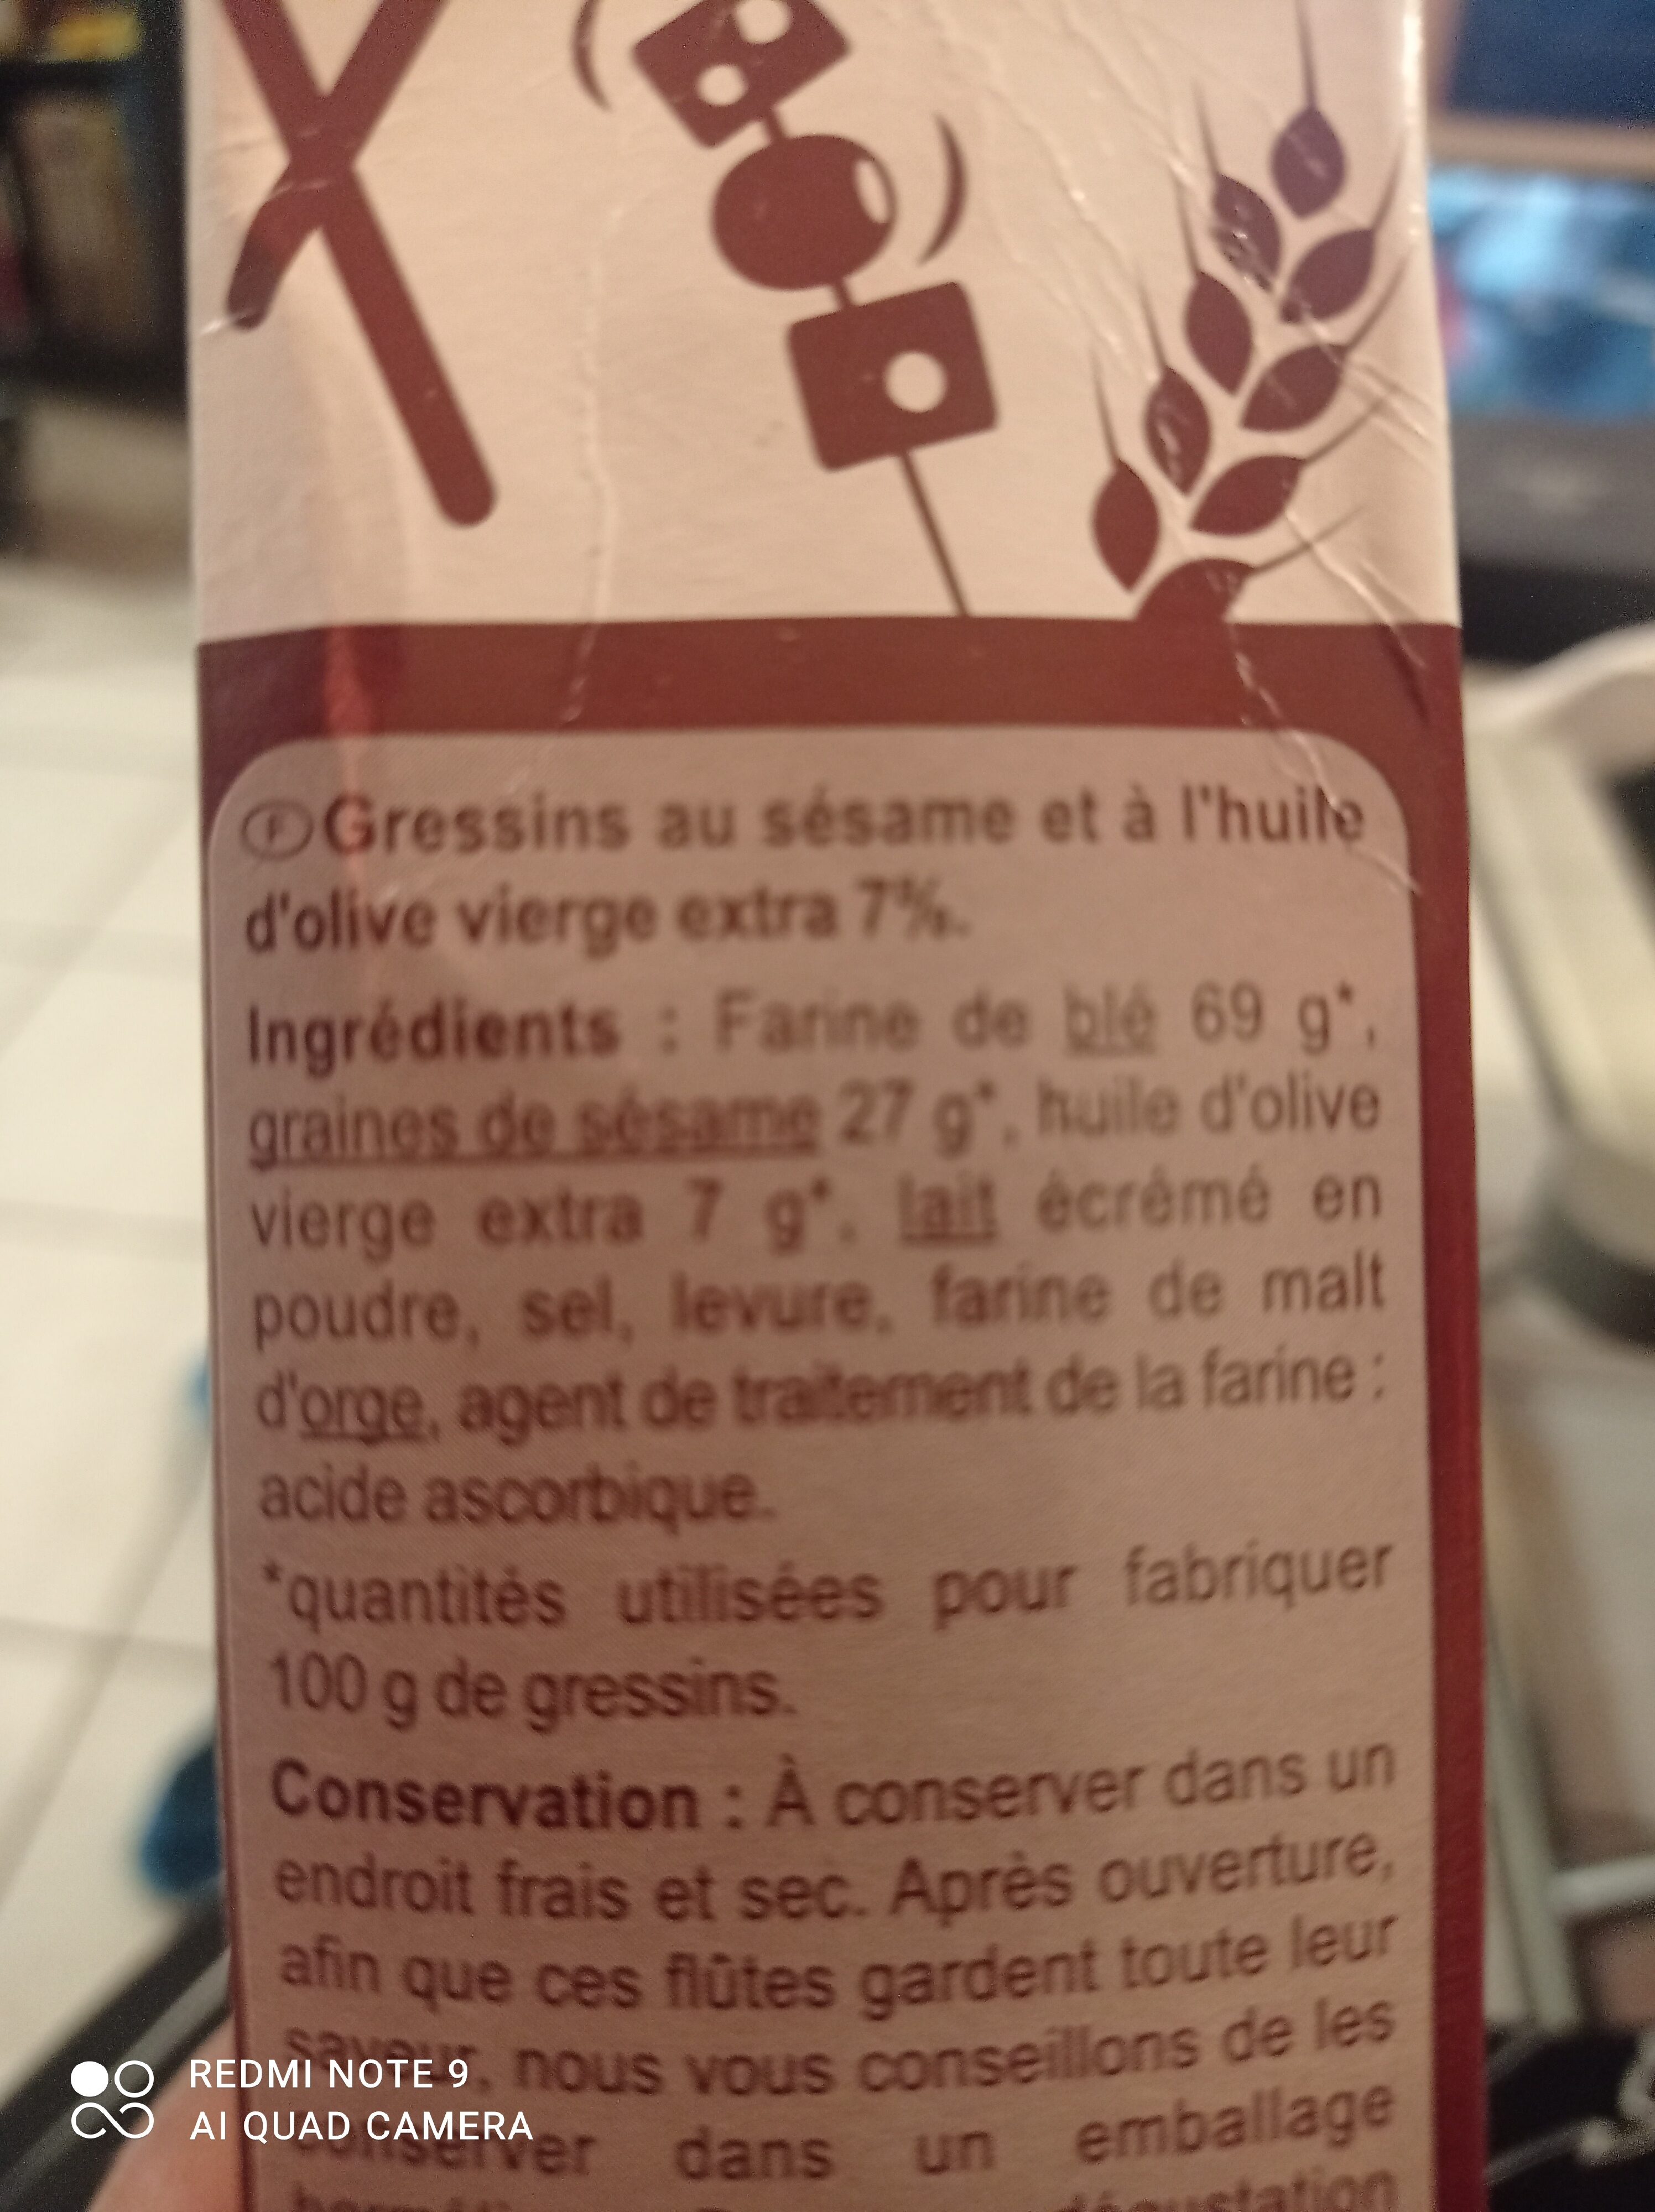 F Gressins au sésame et à l'huile
d'olive vierge extra 7%.
Ingrédients : Farine de blé 69 g*,
graines de sésame 27 g*, huile d'olive
vierge extra 7 g*, lait écrémé en
poudre, sel, levure, farine de malt
d'orge, agent de traitement de la farine :
acide ascorbique.
*quantités utilisées pour fabriquer
100 g de gressins.
Conservation : À conserver dans un
endroit frais et sec. Après ouverture,
afin que ces flûtes gardent toute leur
saveur, nous vous conseillons de les
conserver dans un emballage
dégustation
REDMI NOTE 9
AI QUAD CAMERA